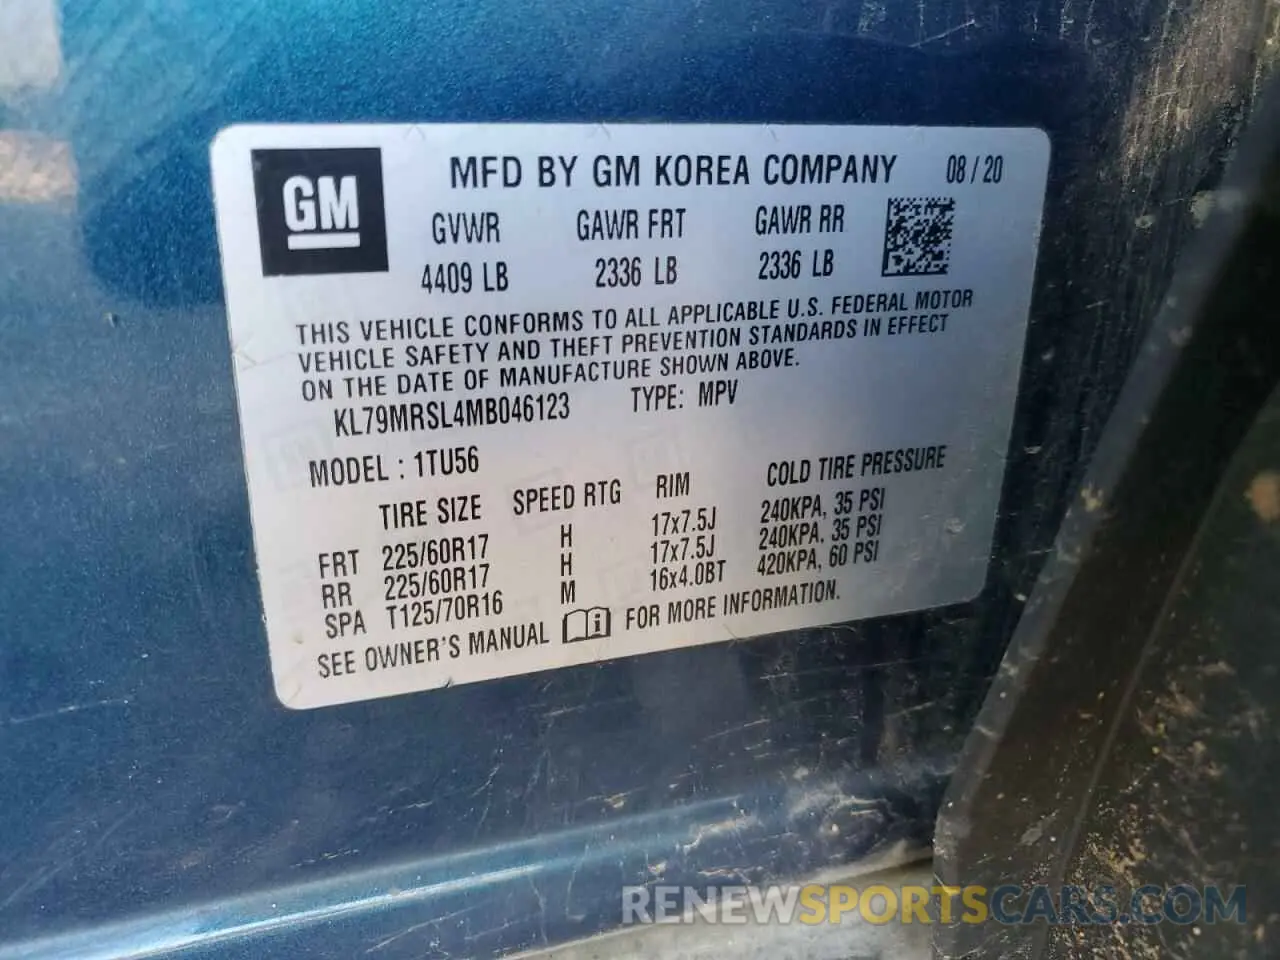 GM
MFD BY GM KOREA COMPANY 08 / 20
GVWR GAWR FRT GAWR RR
4409 LB 2336 LB 2336 LB
THIS VEHICLE CONFORMS TO ALL APPLICABLE U.S. FEDERAL MOTOR
VEHICLE SAFETY AND THEFT PREVENTION STANDARDS IN EFFECT
ON THE DATE OF MANUFACTURE SHOWN ABOVE.
KL79MRSL4MB046123 TYPE: MPV
MODEL : 1TU56
TIRE SIZE SPEED RTG RIM COLD TIRE PRESSURE
FRT 225/60R17 H 17x7.5J 240KPA, 35 PSI
RR 225/60R17 H 17x7.5J 240KPA, 35 PSI
SPA T125/70R16 M 16x4.0BT 420KPA, 60 PSI
SEE OWNER'S MANUAL i FOR MORE INFORMATION.
RENEWSPORTSCARS.COM